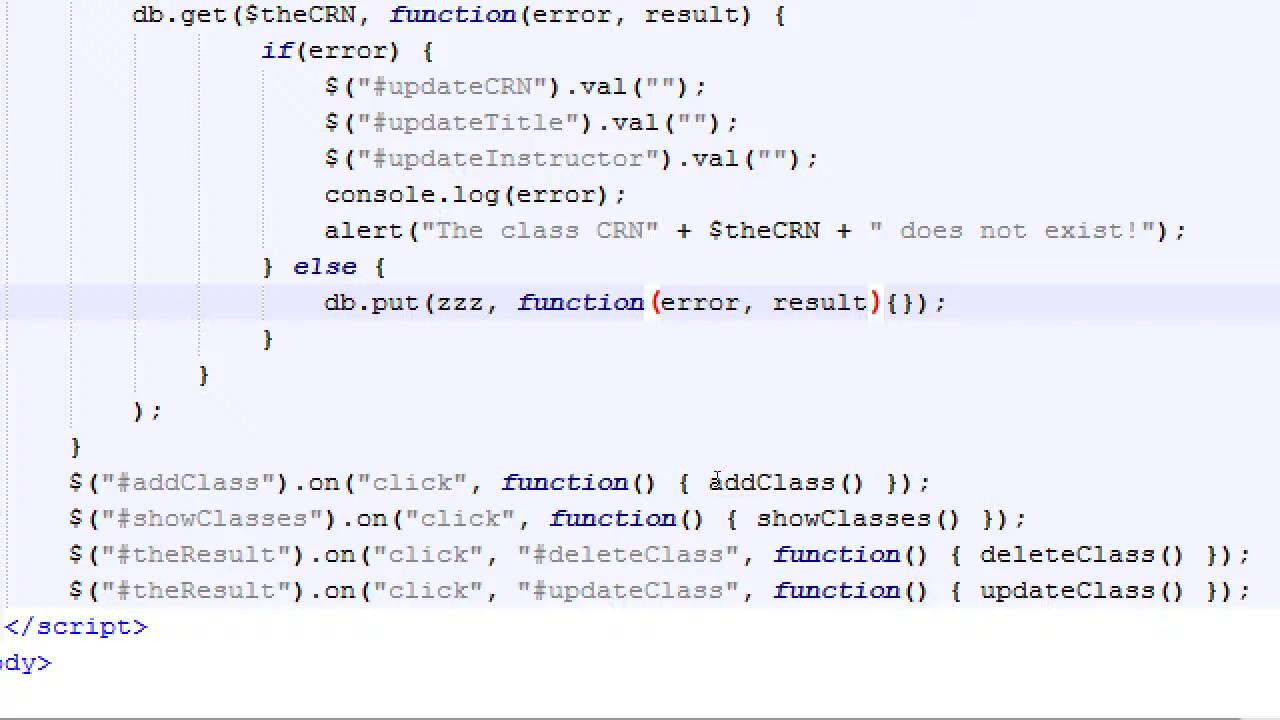 db.get($theCRN, function(error, result) {
if(error) {
$("#updateCRN").val("");
$("#updateTitle").val("");
$("#updateInstructor").val("");
console.log(error);
alert("The class CRN" + $theCRN + " does not exist!");
} else {
db.put(zzz, function(error, result){});
}
}
);
}
$("#addClass").on("click", function() { addClass() });
$("#showClasses").on("click", function() { showClasses() });
$("#theResult").on("click", "#deleteClass", function() { deleteClass() });
$("#theResult").on("click", "#updateClass", function() { updateClass() });
</script>
ody>